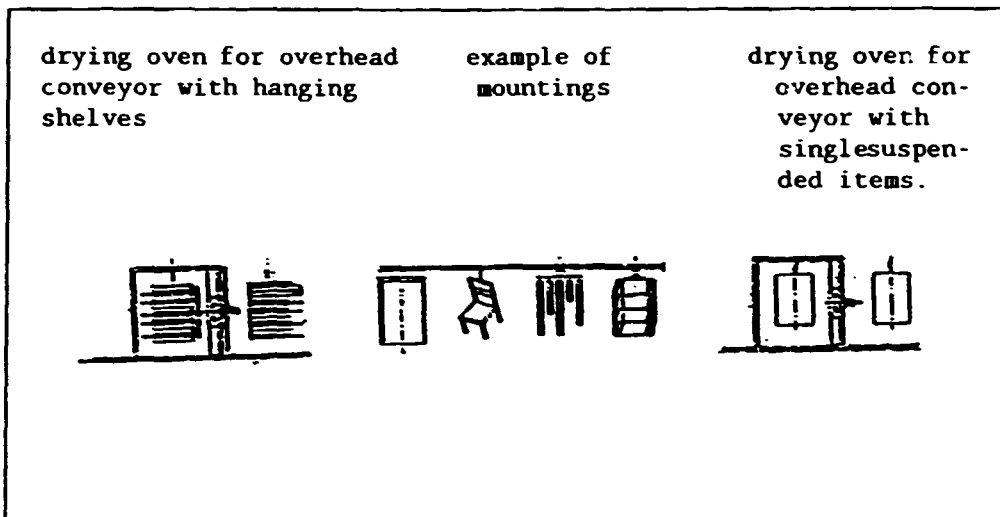 drying oven for overhead
conveyor with hanging
shelves
example of
mountings
drying oven for
overhead con-
veyor with
singlesuspen-
ded items.